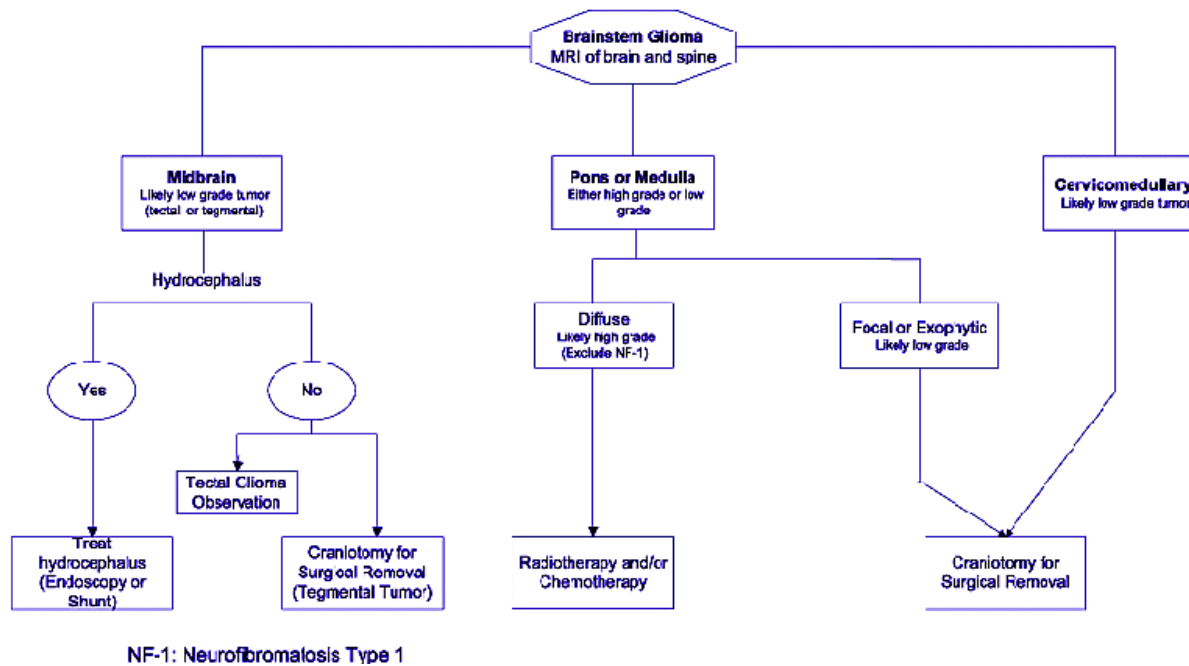 Brainstem Glioma
MRI of brain and spine
Midbrain
Likely low grade tumor
(tectal or tegmental)
Pons or Medulla
Either high grade or low
grade
Cervicomedullary
Likely low grade tumor
Hydrocephalus
Diffuse
Likely high grade
(Exclude NF-1)
Focal or Exophytic
Likely low grade
Yes
No
Tectal Glioma
Observation
Treat
hydrocephalus
(Endoscopy or
Shunt)
Craniotomy for
Surgical Removal
(Tegmental Tumor)
Radiotherapy and/or
Chemotherapy
Craniotomy for
Surgical Removal
NF-1: Neurofibromatosis Type 1